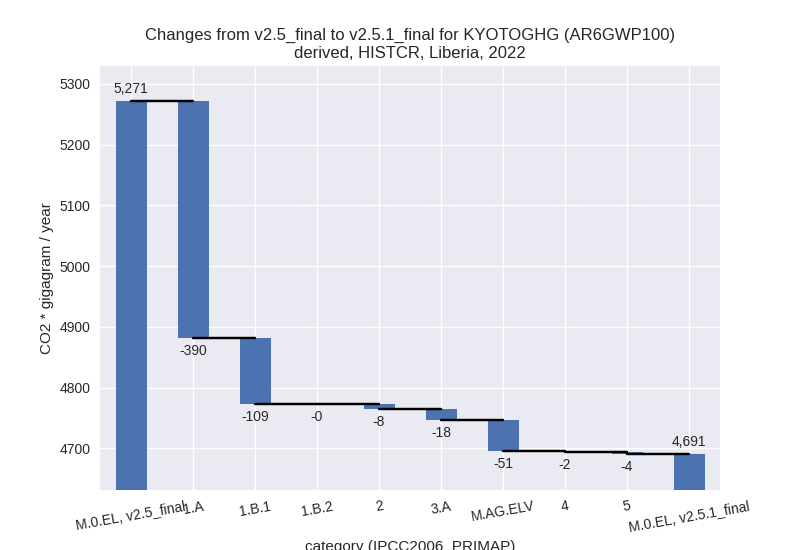 Changes from v2.5_final to v2.5.1_final for KYOTOGHG (AR6GWP100)
derived, HISTCR, Liberia, 2022
CO2 * gigagram / year
5300
5200
5100
5000
4900
4800
4700
5,271
-390
-109
-0
-8
-18
-51
-2
-4
4,691
M.0.EL, v2.5_final
1.A
1.B.1
1.B.2
2
3.A
M.AG.ELV
4
5
M.0.EL, v2.5.1_final
category (IPCC2006_PRIMAP)